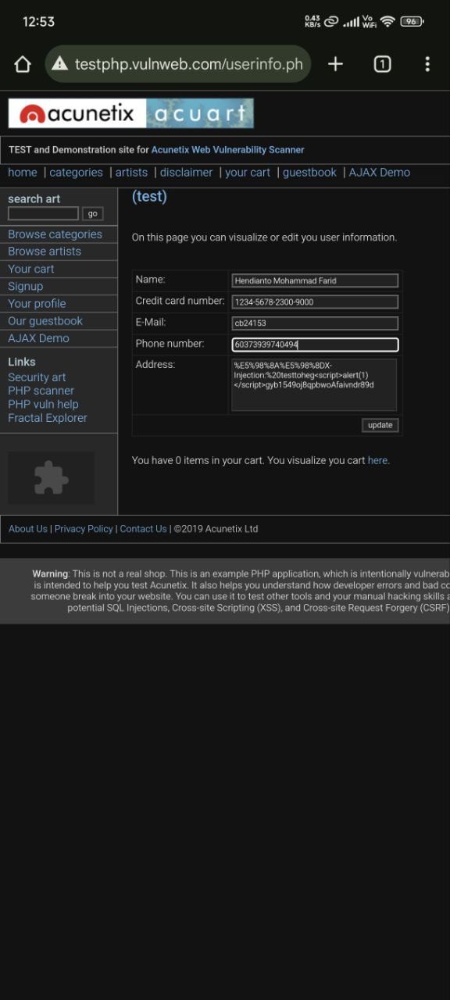 12:53
0.43 KB/s
Vo WiFi
96
testphp.vulnweb.com/userinfo.ph
1
acunetix acuart
TEST and Demonstration site for Acunetix Web Vulnerability Scanner
home | categories | artists | disclaimer | your cart | guestbook | AJAX Demo
search art
go
Browse categories
Browse artists
Your cart
Signup
Your profile
Our guestbook
AJAX Demo
Links
Security art
PHP scanner
PHP vuln help
Fractal Explorer
(test)
On this page you can visualize or edit you user information.
Name: Hendianto Mohammad Farid
Credit card number: 1234-5678-2300-9000
E-Mail: cb24153
Phone number: 60373939740494
Address: %E5%98%8A%E5%98%8DX-
Injection:%20testtoheg<script>alert(1)
</script>gyb1549oj8qpbwoAfaivndr89d
update
You have 0 items in your cart. You visualize you cart here.
About Us | Privacy Policy | Contact Us | ©2019 Acunetix Ltd
Warning: This is not a real shop. This is an example PHP application, which is intentionally vulnerab
is intended to help you test Acunetix. It also helps you understand how developer errors and bad co
someone break into your website. You can use it to test other tools and your manual hacking skills a
potential SQL Injections, Cross-site Scripting (XSS), and Cross-site Request Forgery (CSRF)